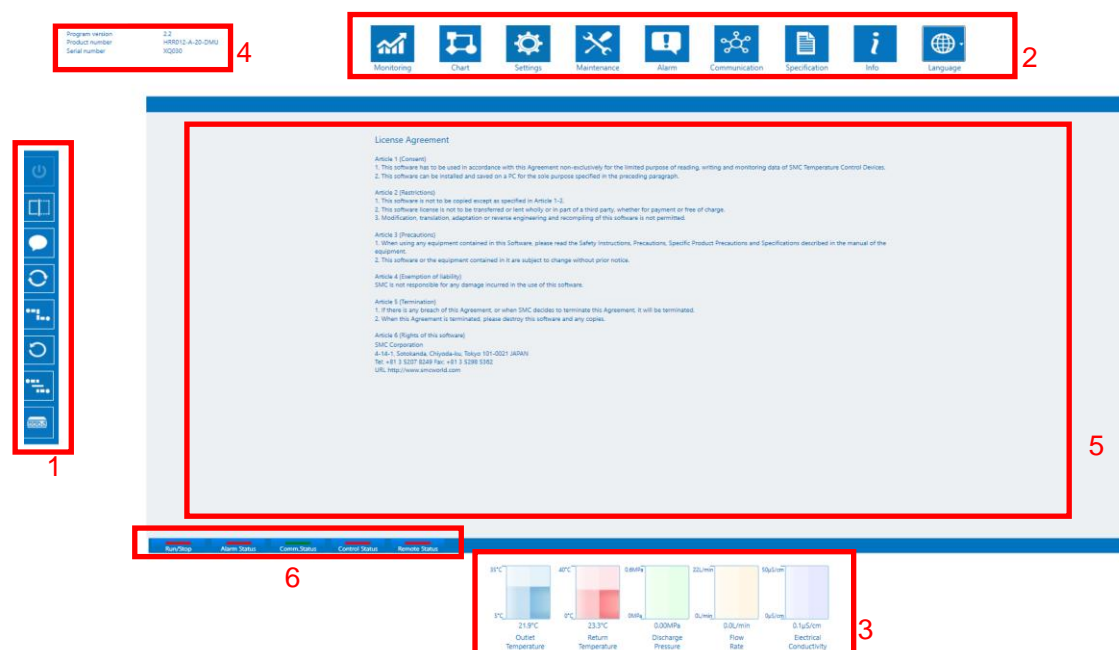 Program version 2.2
Product number HRR012-A-20-DMU
Serial number XQ030
4
2
Monitoring Chart Settings Maintenance Alarm Communication Specification Info Language
License Agreement
Article 1 (Consent)
1. This software has to be used in accordance with this Agreement non-exclusively for the limited purpose of reading, writing and monitoring data of SMC Temperature Control Devices.
2. This software can be installed and saved on a PC for the sole purpose specified in the preceding paragraph.
Article 2 (Restrictions)
1. This software is not to be copied except as specified in Article 1-2.
2. This software license is not to be transferred or lent wholly or in part of a third party, whether for payment or free of charge.
3. Modification, translation, adaptation or reverse engineering and recompiling of this software is not permitted.
Article 3 (Precautions)
1. When using any equipment contained in this Software, please read the Safety Instructions, Precautions, Specific Product Precautions and Specifications described in the manual of the
equipment.
2. This software or the equipment contained in it are subject to change without prior notice.
Article 4 (Exemption of liability)
SMC is not responsible for any damage incurred in the use of this software.
Article 5 (Termination)
1. If there is any breach of this Agreement, or when SMC decides to terminate this Agreement, it will be terminated.
2. When this Agreement is terminated, please destroy this software and any copies.
Article 6 (Rights of this software)
SMC Corporation
4-14-1, Sotokanda, Chiyoda-ku, Tokyo 101-0021 JAPAN
Tel: +81 3 5207 8249 Fax: +81 3 5298 5362
URL http://www.smcworld.com
1
5
Run/Stop Alarm Status Comm.Status Control Status Remote Status
6
35°C 40°C 0.8MPa 22L/min 50µS/cm
5°C 0°C 0MPa 0L/min 0µS/cm
21.9°C 23.3°C 0.00MPa 0.0L/min 0.1µS/cm
Outlet Temperature Return Temperature Discharge Pressure Flow Rate Electrical Conductivity
3